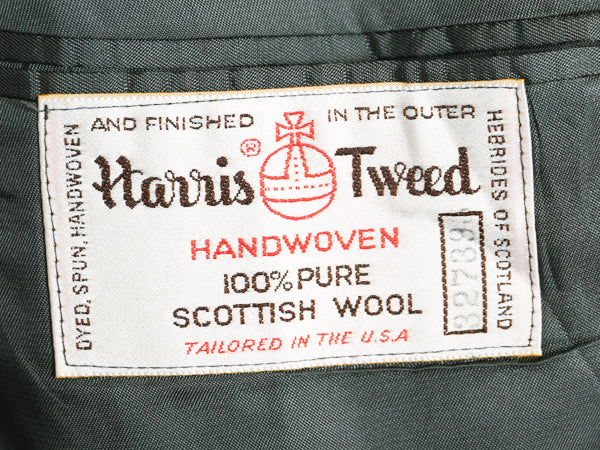 DYED, SPUN, HANDWOVEN
AND FINISHED
IN THE OUTER
HEBRIDES OF SCOTLAND
Harris ® Tweed
HANDWOVEN
100% PURE
SCOTTISH WOOL
TAILORED IN THE U.S.A